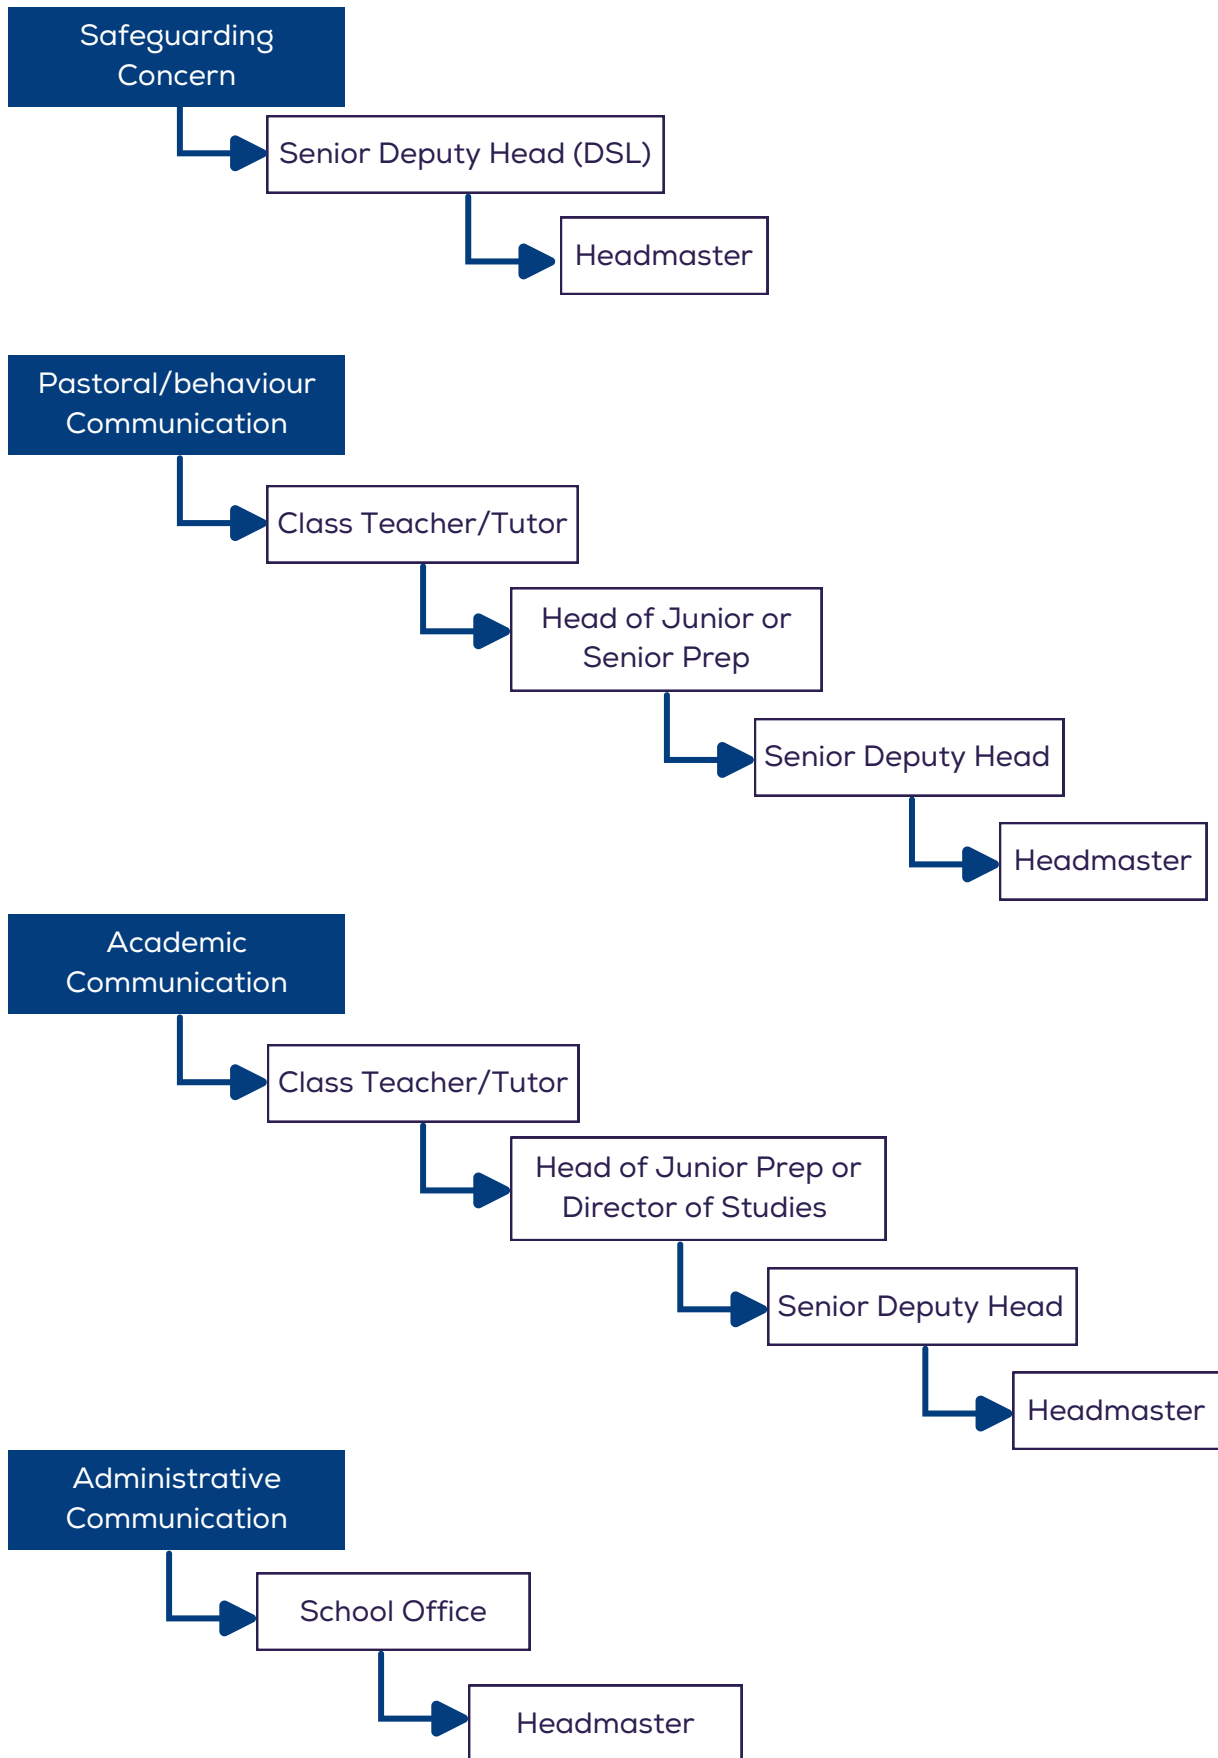 Safeguarding
Concern
Senior Deputy Head (DSL)
Headmaster
Pastoral/behaviour
Communication
Class Teacher/Tutor
Head of Junior or
Senior Prep
Senior Deputy Head
Headmaster
Academic
Communication
Class Teacher/Tutor
Head of Junior Prep or
Director of Studies
Senior Deputy Head
Headmaster
Administrative
Communication
School Office
Headmaster